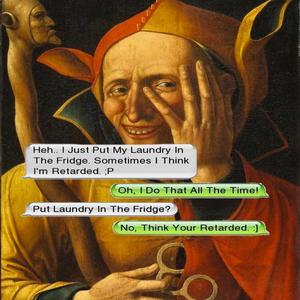 Heh.. I Just Put My Laundry In
The Fridge. Sometimes I Think
I'm Retarded. ;P
Oh, I Do That All The Time!
Put Laundry In The Fridge?
No, Think Your Retarded. :]